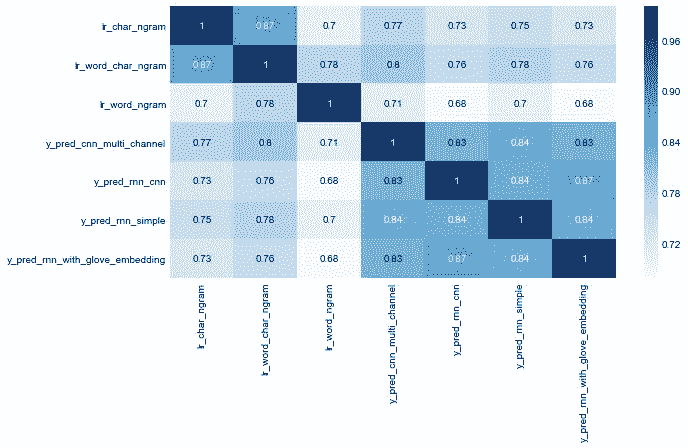 lr_char_ngram 1 0.87 0.7 0.77 0.73 0.75 0.73
lr_word_char_ngram 0.87 1 0.78 0.8 0.76 0.78 0.76
lr_word_ngram 0.7 0.78 1 0.71 0.68 0.7 0.68
y_pred_cnn_multi_channel 0.77 0.8 0.71 1 0.83 0.84 0.83
y_pred_rnn_cnn 0.73 0.76 0.68 0.83 1 0.84 0.87
y_pred_rnn_simple 0.75 0.78 0.7 0.84 0.84 1 0.84
y_pred_rnn_with_glove_embedding 0.73 0.76 0.68 0.83 0.87 0.84 1
lr_char_ngram
lr_word_char_ngram
lr_word_ngram
y_pred_cnn_multi_channel
y_pred_rnn_cnn
y_pred_rnn_simple
y_pred_rnn_with_glove_embedding
0.96
0.90
0.84
0.78
0.72